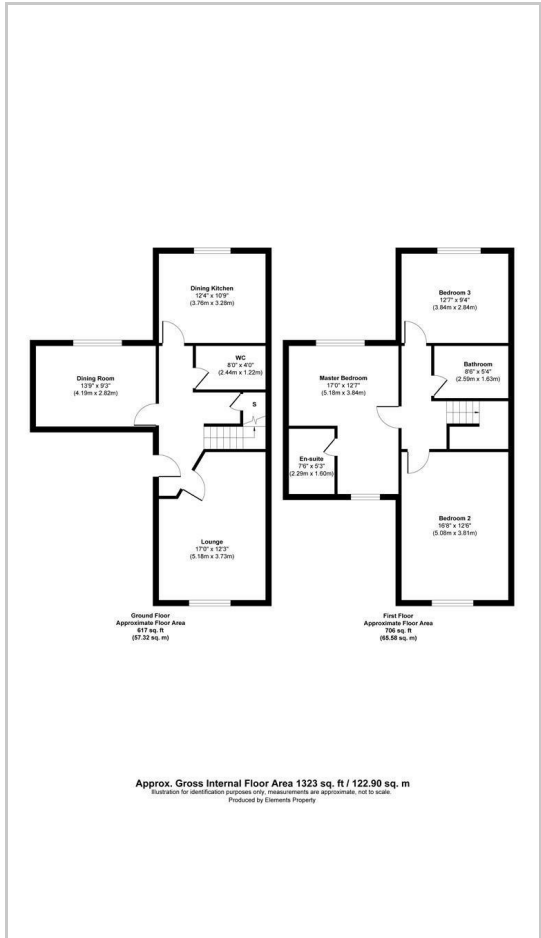 Dining Kitchen
12'4" x 10'9"
(3.76m x 3.28m)
WC
8'0" x 4'0"
(2.44m x 1.22m)
Dining Room
13'9" x 9'3"
(4.19m x 2.82m)
S
Lounge
17'0" x 12'3"
(5.18m x 3.73m)
Ground Floor
Approximate Floor Area
617 sq. ft
(57.32 sq. m)
Bedroom 3
12'7" x 9'4"
(3.84m x 2.84m)
Master Bedroom
17'0" x 12'7"
(5.18m x 3.84m)
Bathroom
8'6" x 5'4"
(2.59m x 1.63m)
En-suite
7'6" x 5'3"
(2.29m x 1.60m)
Bedroom 2
16'8" x 12'6"
(5.08m x 3.81m)
First Floor
Approximate Floor Area
706 sq. ft
(65.58 sq. m)
Approx. Gross Internal Floor Area 1323 sq. ft / 122.90 sq. m
Illustration for identification purposes only, measurements are approximate, not to scale.
Produced by Elements Property